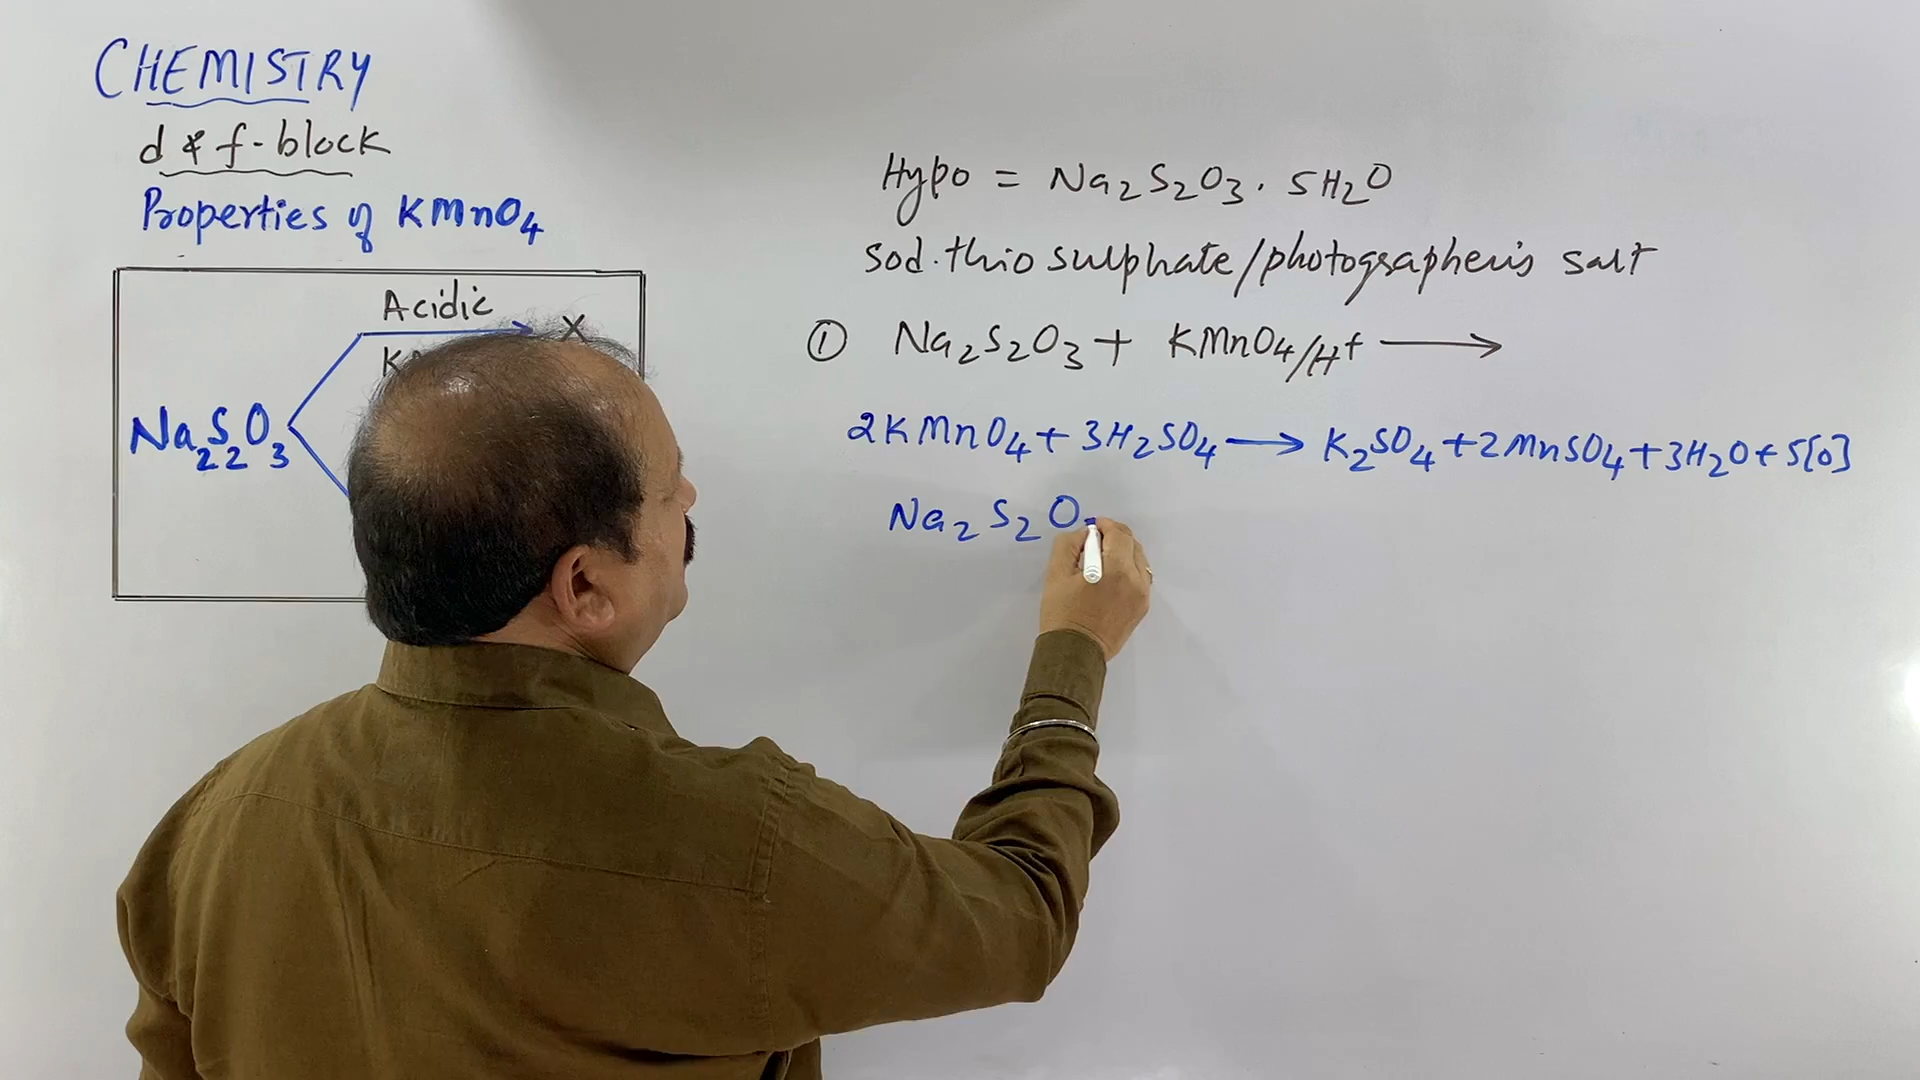 CHEMISTRY
d & f-block
Properties of KMnO4
Acidic
X
K
Na2S2O3
Hypo = Na2S2O3. 5H2O
sod. thio sulphate/photographer's salt
① Na2S2O3 + KMnO4/H+ ⟶
2KMnO4 + 3H2SO4 ⟶ K2SO4 + 2MnSO4 + 3H2O + 5[O]
Na2S2O